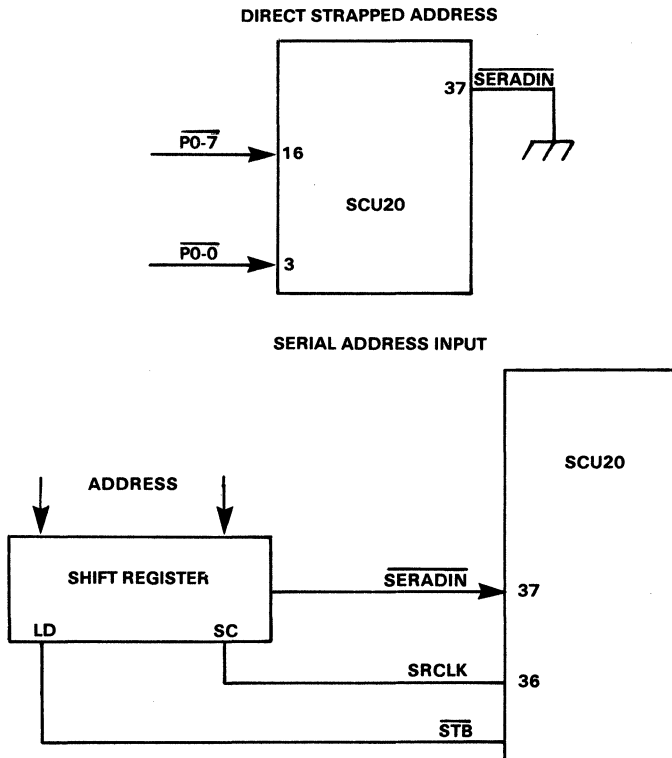 DIRECT STRAPPED ADDRESS
37 SERADIN
P0-7
16
SCU20
P0-0
3
SERIAL ADDRESS INPUT
SCU20
ADDRESS
SHIFT REGISTER
SERADIN
37
LD SC
SRCLK
36
STB